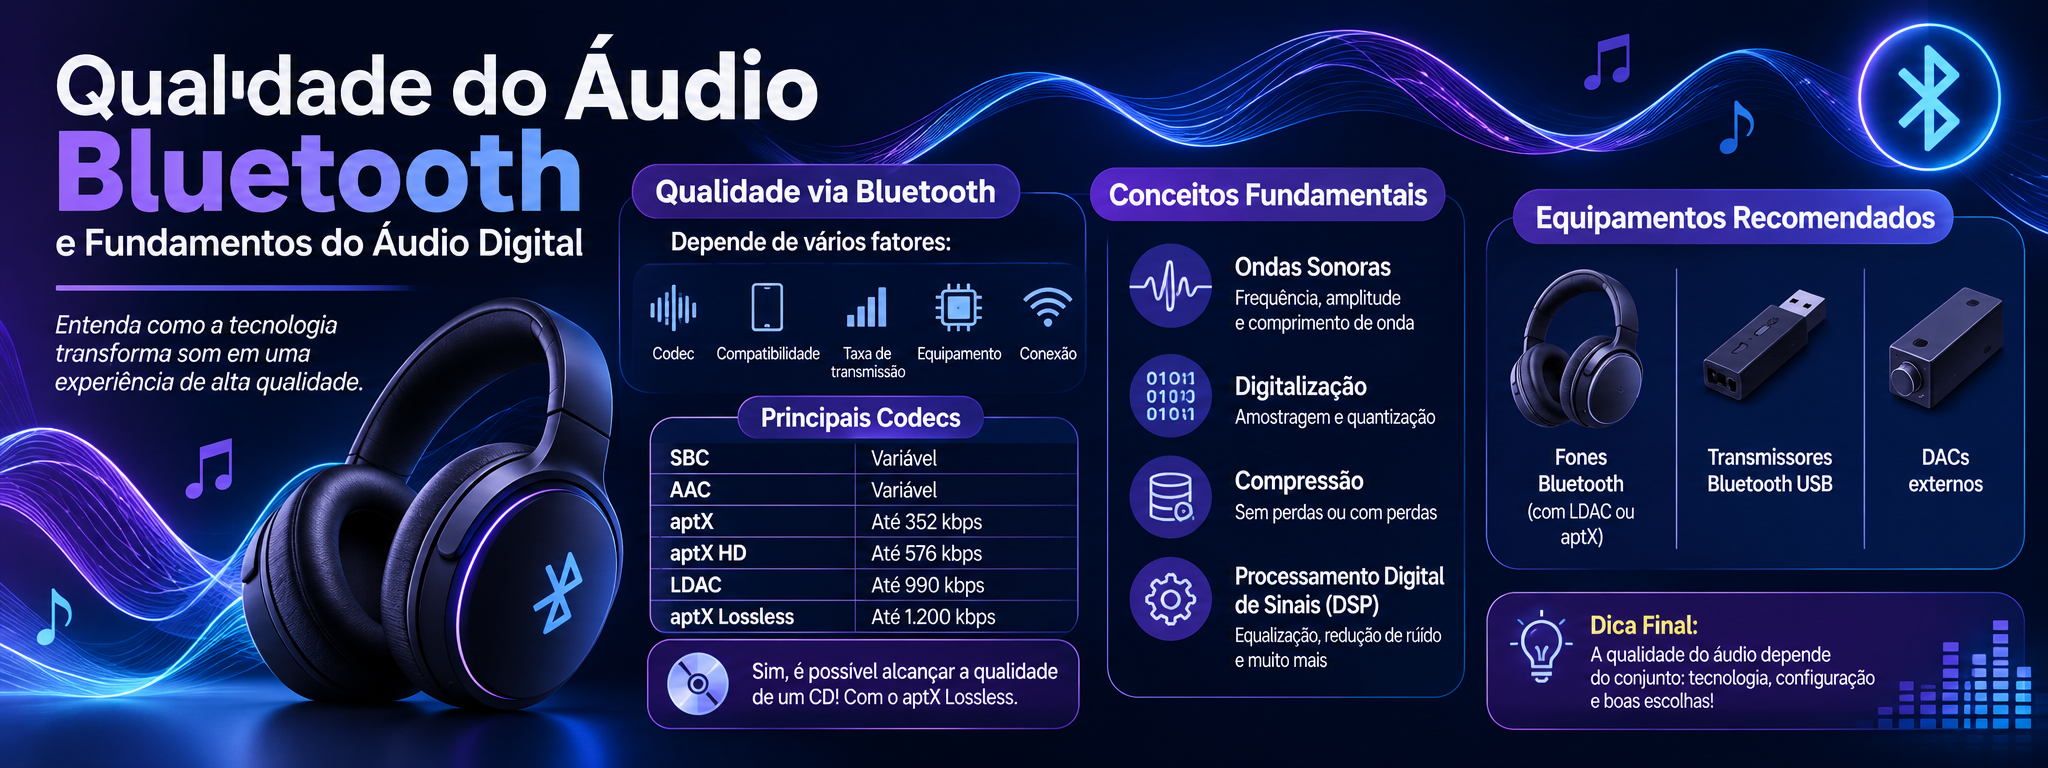 Qualidade do Áudio
Bluetooth
e Fundamentos do Áudio Digital
Entenda como a tecnologia
transforma som em uma
experiência de alta qualidade.
Qualidade via Bluetooth
Depende de vários fatores:
Codec
Compatibilidade
Taxa de
transmissão
Equipamento
Conexão
Principais Codecs
SBC Variável
AAC Variável
aptX Até 352 kbps
aptX HD Até 576 kbps
LDAC Até 990 kbps
aptX Lossless Até 1.200 kbps
Sim, é possível alcançar a qualidade
de um CD! Com o aptX Lossless.
Conceitos Fundamentais
Ondas Sonoras
Frequência, amplitude
e comprimento de onda
01011
01010
01011
Digitalização
Amostragem e quantização
Compressão
Sem perdas ou com perdas
Processamento Digital
de Sinais (DSP)
Equalização, redução de ruído
e muito mais
Equipamentos Recomendados
Fones
Bluetooth
(com LDAC ou
aptX)
Transmissores
Bluetooth USB
DACs
externos
Dica Final:
A qualidade do áudio depende
do conjunto: tecnologia, configuração
e boas escolhas!